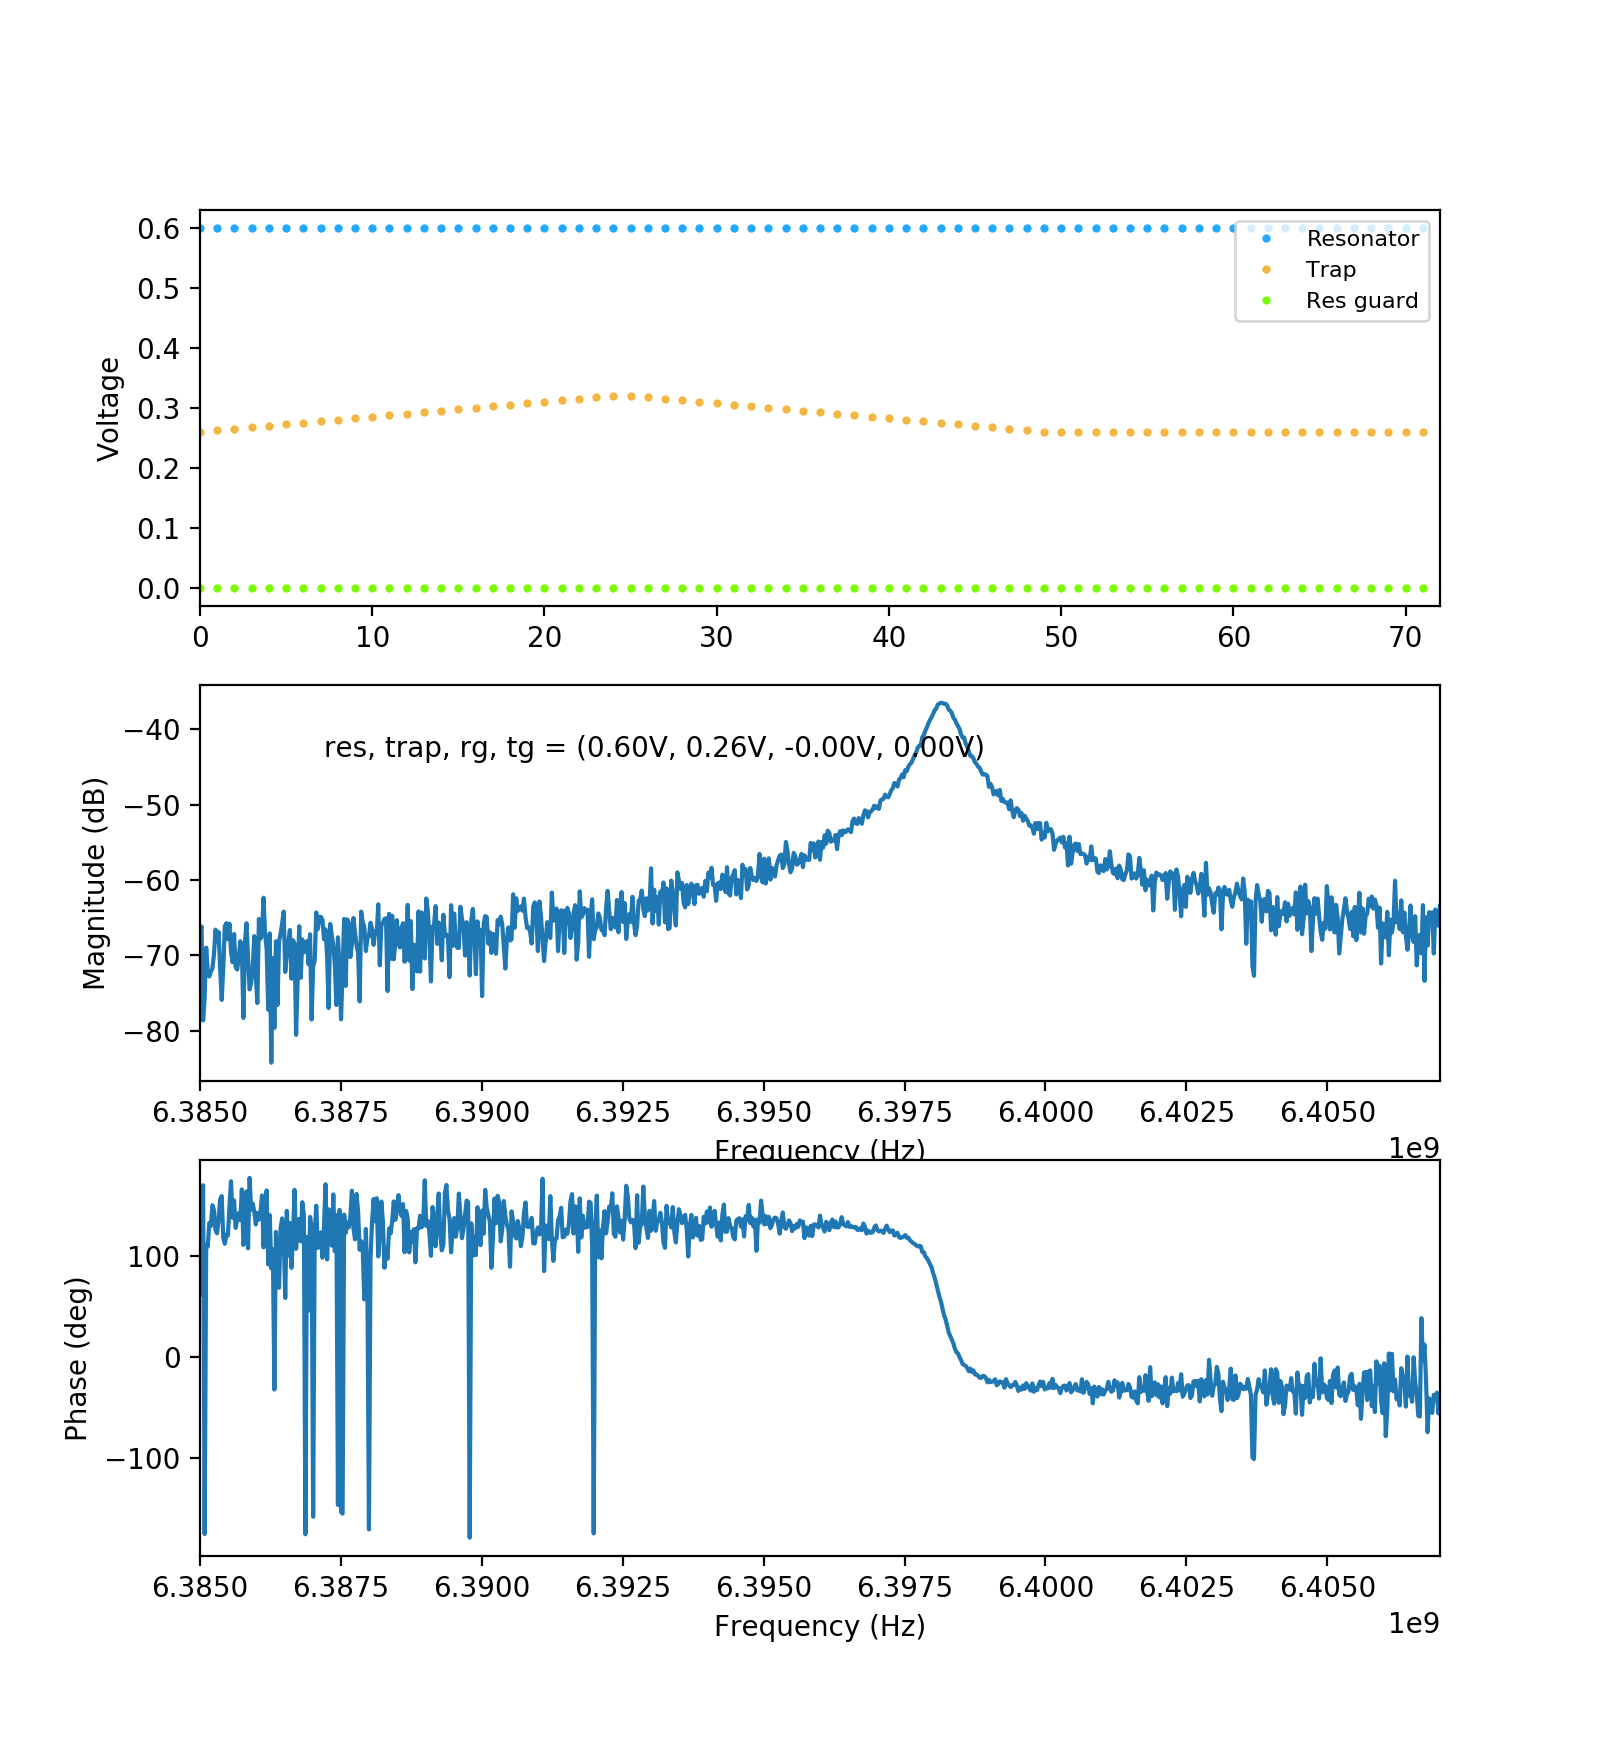 0.6
0.5
0.4
0.3
0.2
0.1
0.0
Voltage
Resonator
Trap
Res guard
0 10 20 30 40 50 60 70
−40
−50
−60
−70
−80
Magnitude (dB)
res, trap, rg, tg = (0.60V, 0.26V, -0.00V, 0.00V)
6.3850 6.3875 6.3900 6.3925 6.3950 6.3975 6.4000 6.4025 6.4050
Frequency (Hz)
1e9
100
0
−100
Phase (deg)
6.3850 6.3875 6.3900 6.3925 6.3950 6.3975 6.4000 6.4025 6.4050
Frequency (Hz)
1e9